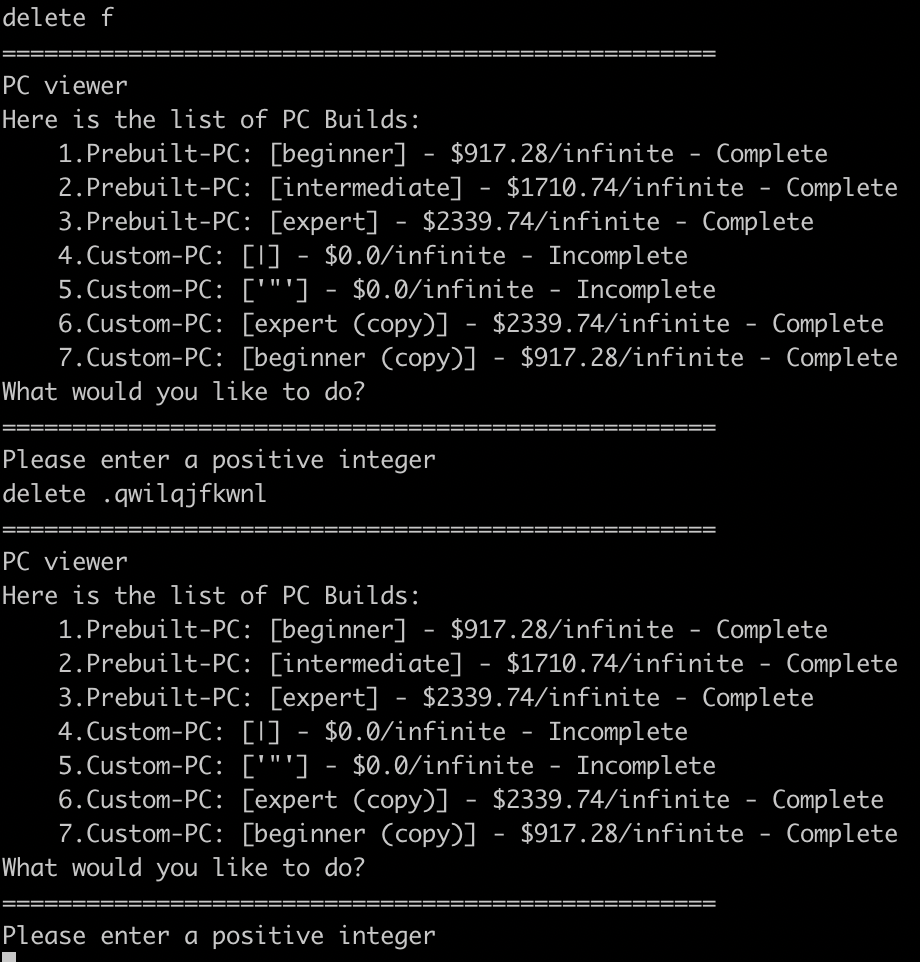 delete f
===================================================
PC viewer
Here is the list of PC Builds:
    1.Prebuilt-PC: [beginner] - $917.28/infinite - Complete
    2.Prebuilt-PC: [intermediate] - $1710.74/infinite - Complete
    3.Prebuilt-PC: [expert] - $2339.74/infinite - Complete
    4.Custom-PC: [|] - $0.0/infinite - Incomplete
    5.Custom-PC: ['"'] - $0.0/infinite - Incomplete
    6.Custom-PC: [expert (copy)] - $2339.74/infinite - Complete
    7.Custom-PC: [beginner (copy)] - $917.28/infinite - Complete
What would you like to do?
===================================================
Please enter a positive integer
delete .qwilqjfkwnl
===================================================
PC viewer
Here is the list of PC Builds:
    1.Prebuilt-PC: [beginner] - $917.28/infinite - Complete
    2.Prebuilt-PC: [intermediate] - $1710.74/infinite - Complete
    3.Prebuilt-PC: [expert] - $2339.74/infinite - Complete
    4.Custom-PC: [|] - $0.0/infinite - Incomplete
    5.Custom-PC: ['"'] - $0.0/infinite - Incomplete
    6.Custom-PC: [expert (copy)] - $2339.74/infinite - Complete
    7.Custom-PC: [beginner (copy)] - $917.28/infinite - Complete
What would you like to do?
===================================================
Please enter a positive integer